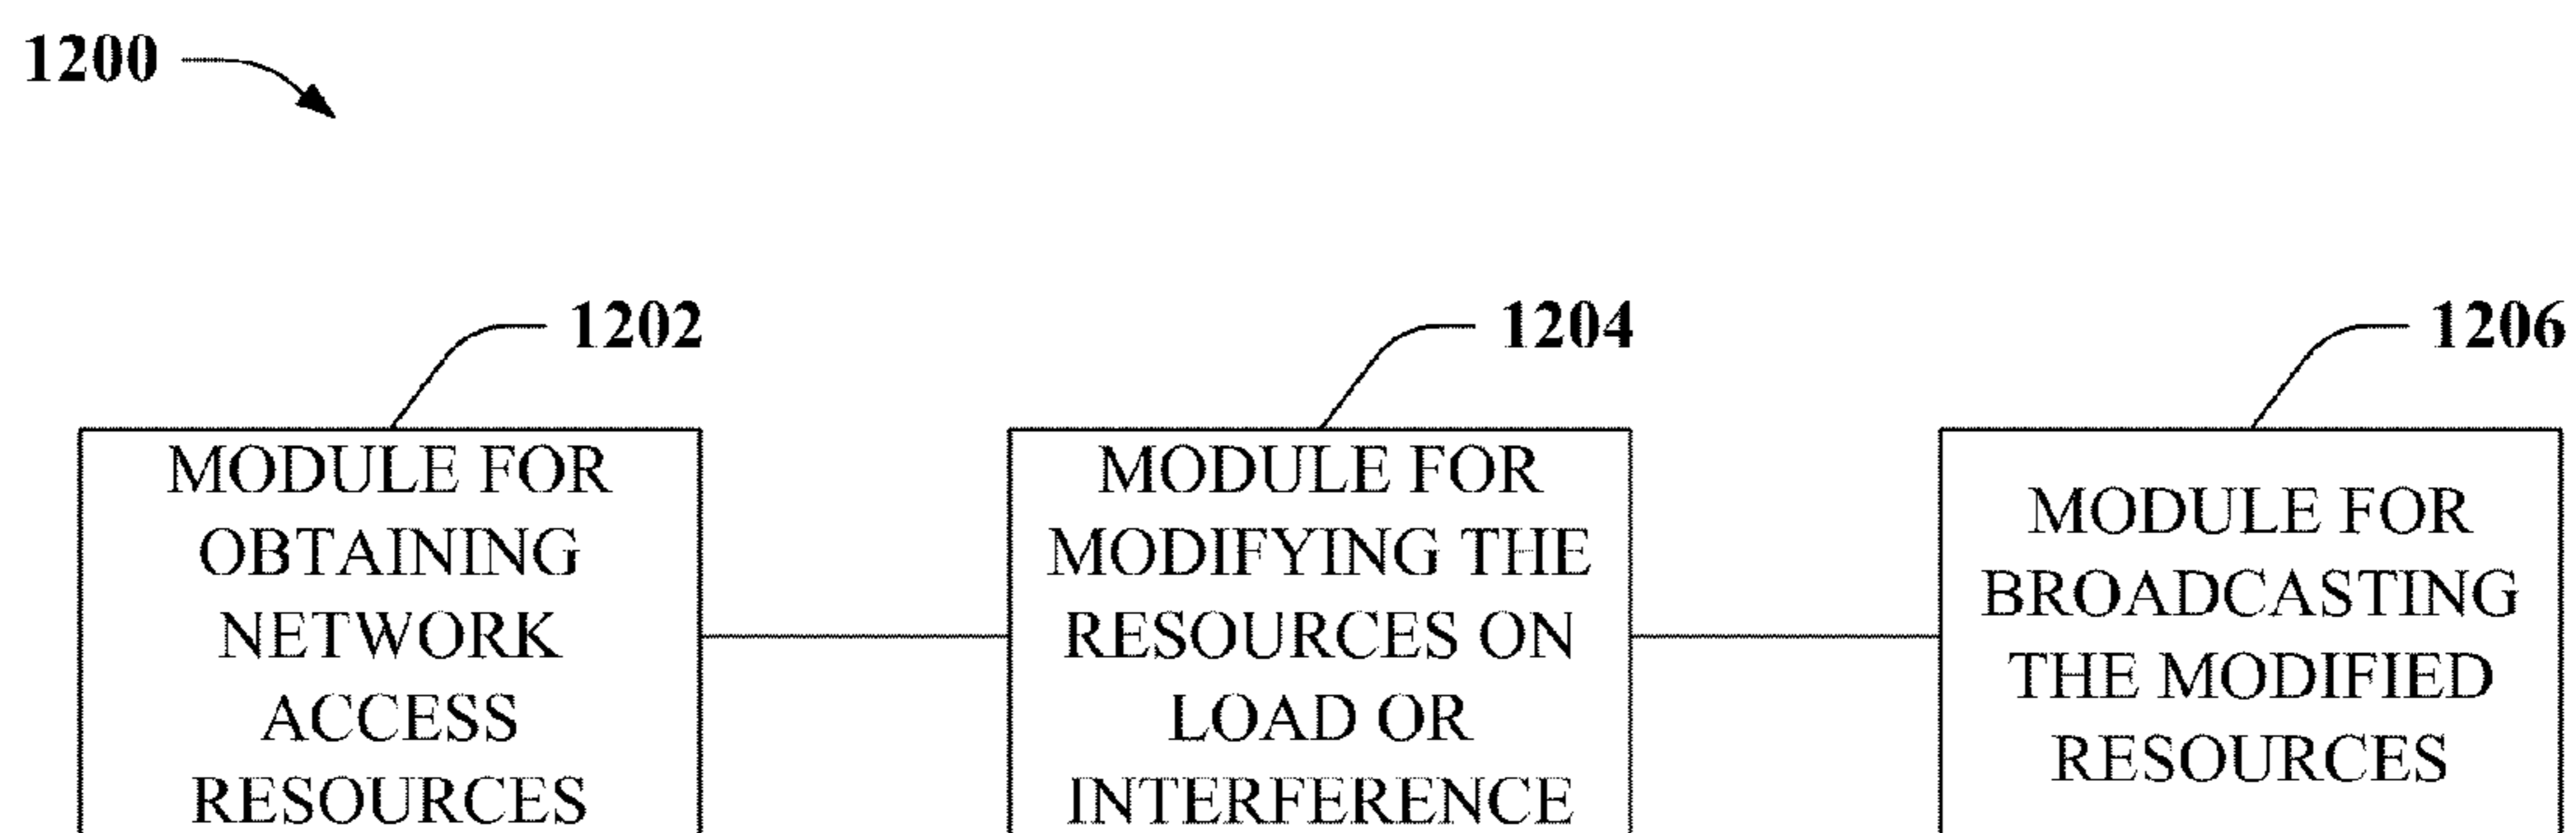 1200
1202
1204
1206
MODULE FOR
OBTAINING
NETWORK
ACCESS
RESOURCES
MODULE FOR
MODIFYING THE
RESOURCES ON
LOAD OR
INTERFERENCE
MODULE FOR
BROADCASTING
THE MODIFIED
RESOURCES